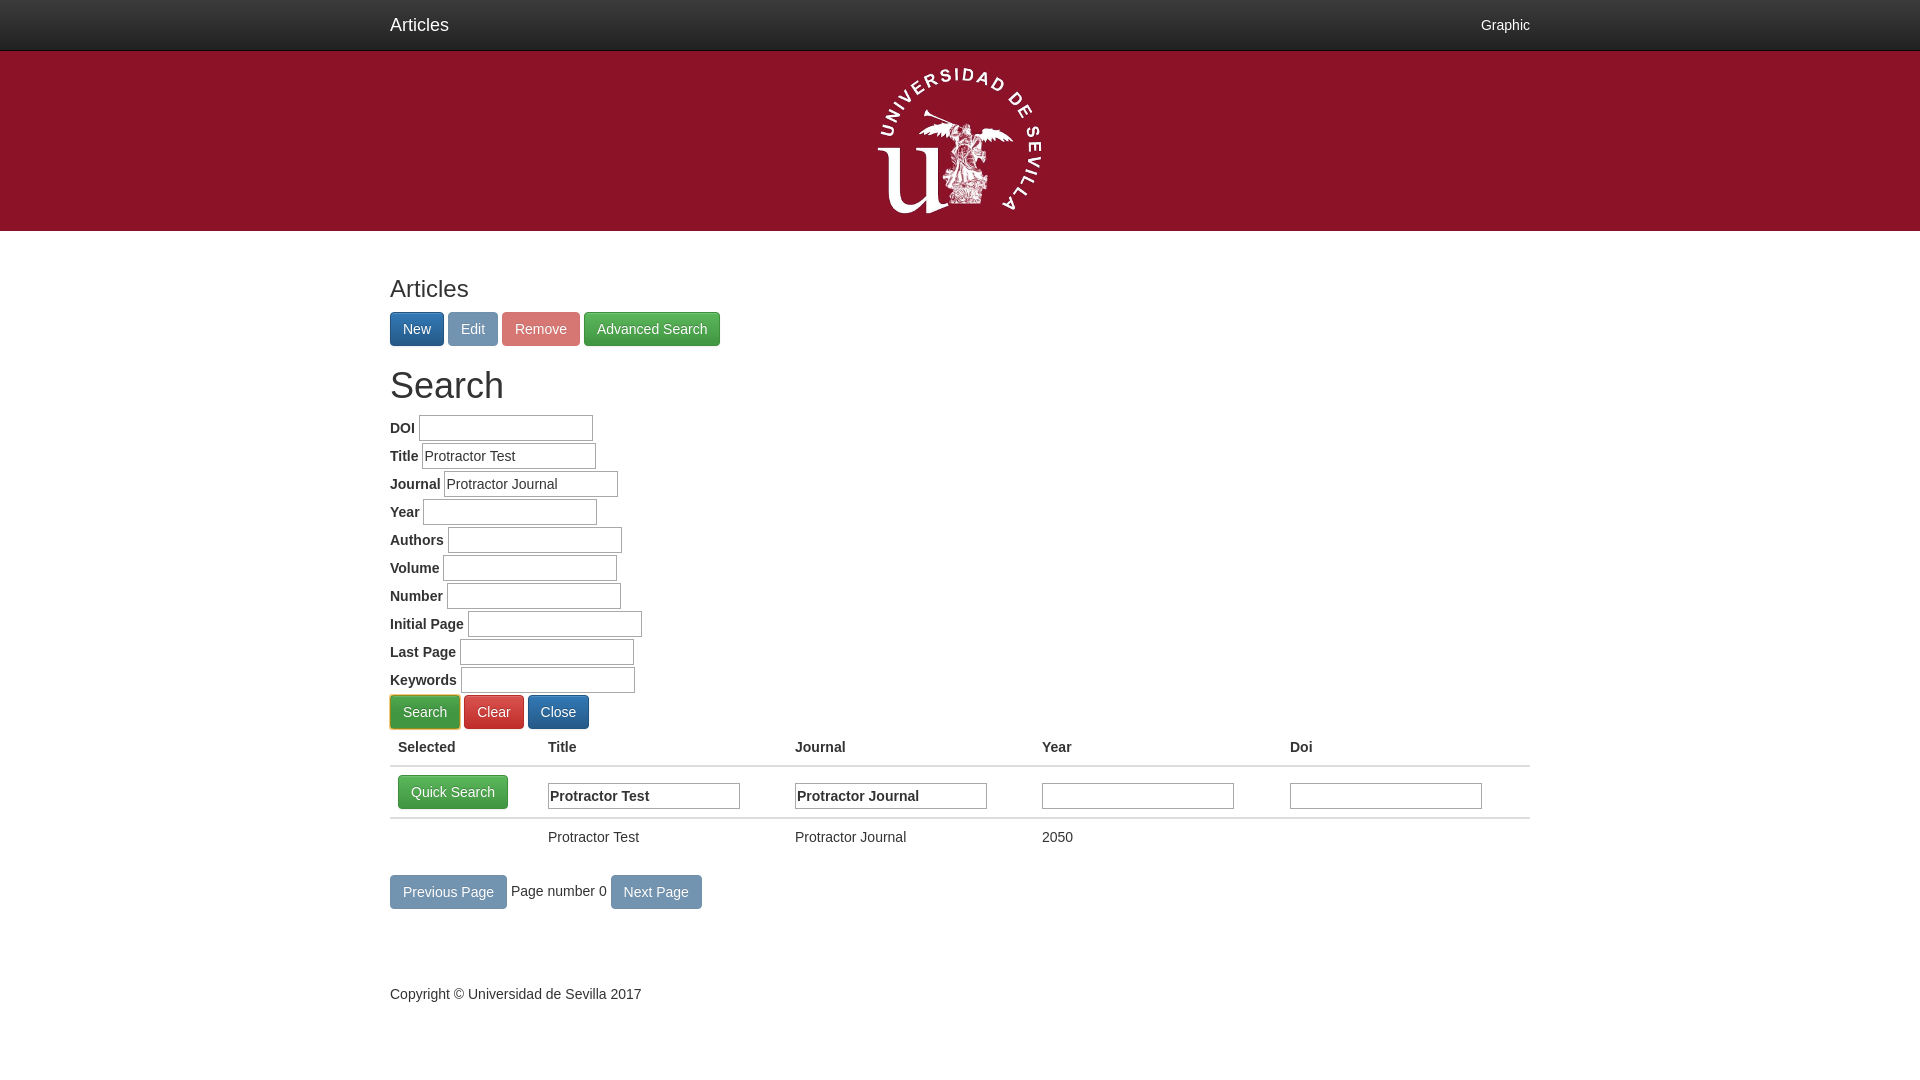 Articles
Graphic
UNIVERSIDAD DE SEVILLA
u
Articles
New Edit Remove Advanced Search
Search
DOI
Title Protractor Test
Journal Protractor Journal
Year
Authors
Volume
Number
Initial Page
Last Page
Keywords
Search Clear Close
Selected Title Journal Year Doi
Quick Search Protractor Test Protractor Journal
Protractor Test Protractor Journal 2050
Previous Page Page number 0 Next Page
Copyright © Universidad de Sevilla 2017